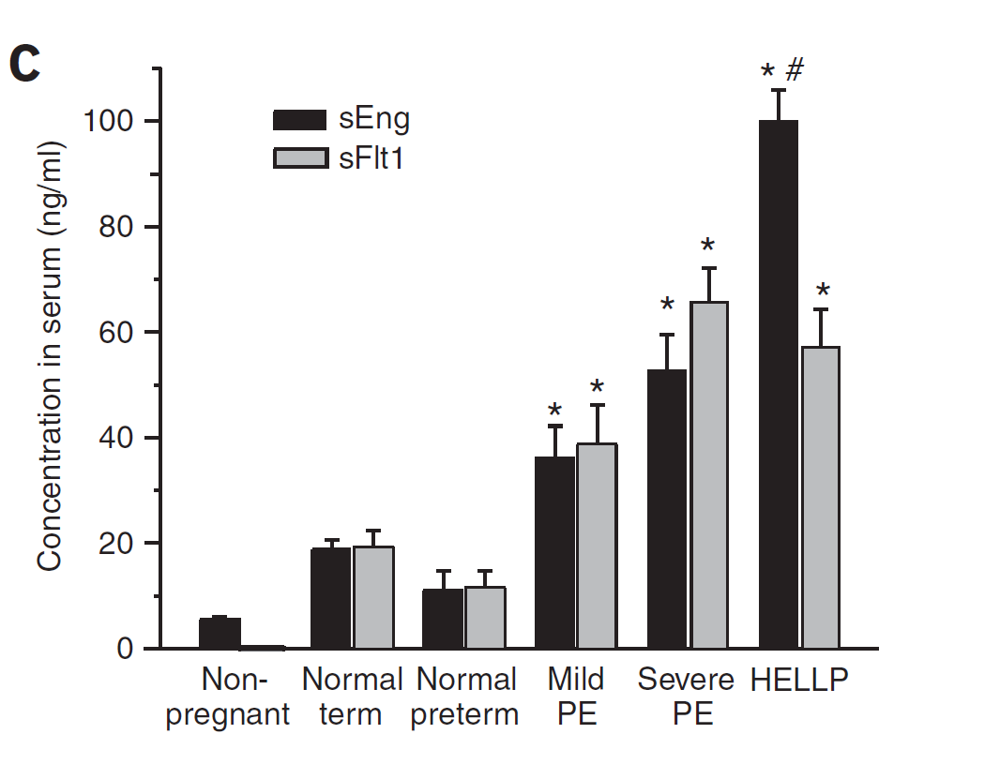 C
sEng
sFlt1
Concentration in serum (ng/ml)
100
80
60
40
20
0
* *
* *
* # *
Non-
pregnant
Normal
term
Normal
preterm
Mild
PE
Severe
PE
HELLP